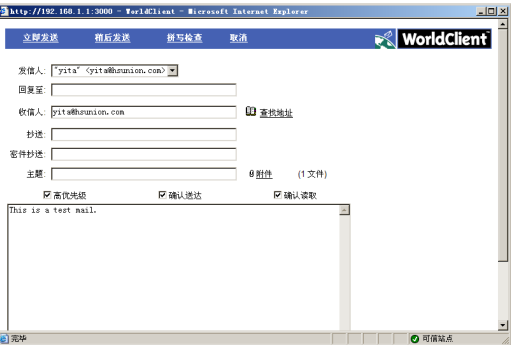 http://192.168.1.1:3000 - WorldClient - Microsoft Internet Explorer
立即发送 稍后发送 拼写检查 取消 WorldClient
发信人: "yita" <yita@hsunion.com>
回复至:
收信人: yita@hsunion.com 查找地址
抄送:
密件抄送:
主题: 附件 (1 文件)
高优先级 确认送达 确认读取
This is a test mail.
完毕 可信站点